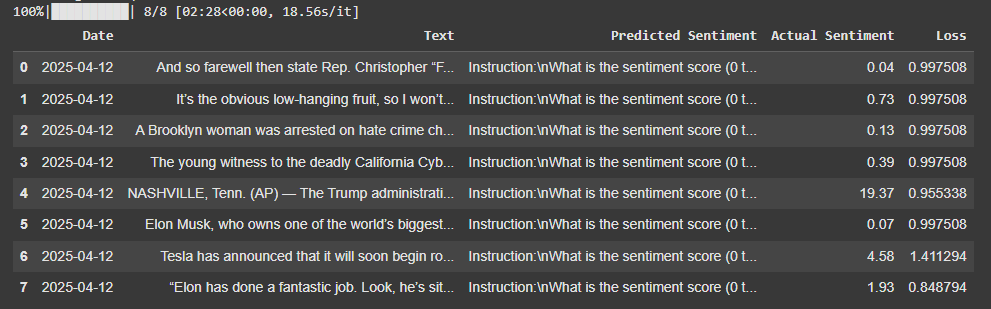 100%|██████████| 8/8 [02:28<00:00, 18.56s/it]
Date Text Predicted Sentiment Actual Sentiment Loss
0 2025-04-12 And so farewell then state Rep. Christopher “F... Instruction:\nWhat is the sentiment score (0 t... 0.04 0.997508
1 2025-04-12 It’s the obvious low-hanging fruit, so I won’t... Instruction:\nWhat is the sentiment score (0 t... 0.73 0.997508
2 2025-04-12 A Brooklyn woman was arrested on hate crime ch... Instruction:\nWhat is the sentiment score (0 t... 0.13 0.997508
3 2025-04-12 The young witness to the deadly California Cyb... Instruction:\nWhat is the sentiment score (0 t... 0.39 0.997508
4 2025-04-12 NASHVILLE, Tenn. (AP) — The Trump administrati... Instruction:\nWhat is the sentiment score (0 t... 19.37 0.955338
5 2025-04-12 Elon Musk, who owns one of the world’s biggest... Instruction:\nWhat is the sentiment score (0 t... 0.07 0.997508
6 2025-04-12 Tesla has announced that it will soon begin ro... Instruction:\nWhat is the sentiment score (0 t... 4.58 1.411294
7 2025-04-12 “Elon has done a fantastic job. Look, he’s sit... Instruction:\nWhat is the sentiment score (0 t... 1.93 0.848794